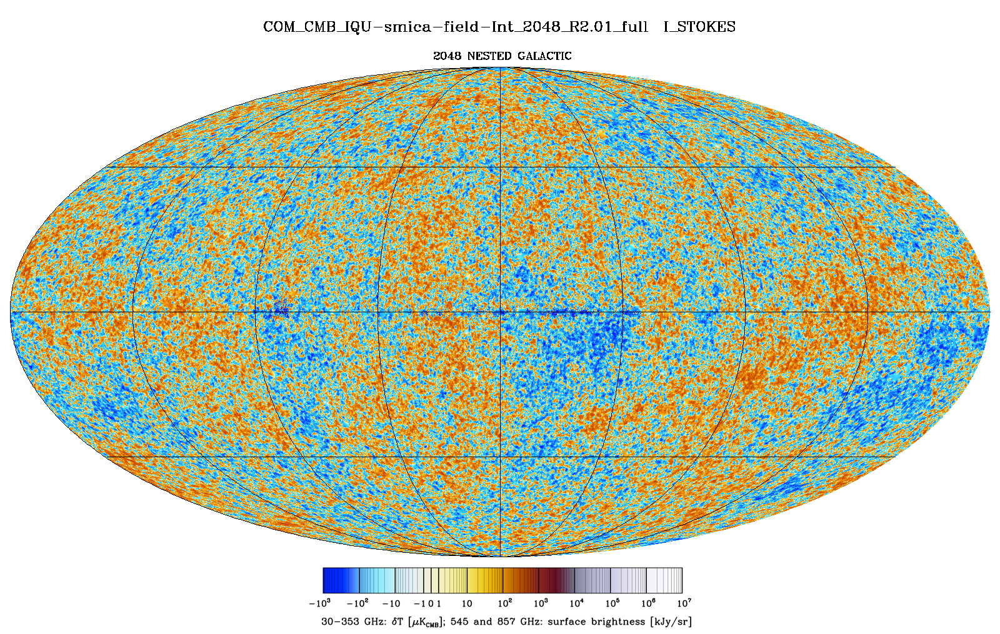 COM_CMB_IQU-smica-field-Int_2048_R2.01_full I_STOKES
2048 NESTED GALACTIC
-10³ -10² -10 -1 0 1 10 10² 10³ 10⁴ 10⁵ 10⁶ 10⁷
30-353 GHz: δT [μK_CMB]; 545 and 857 GHz: surface brightness [kJy/sr]